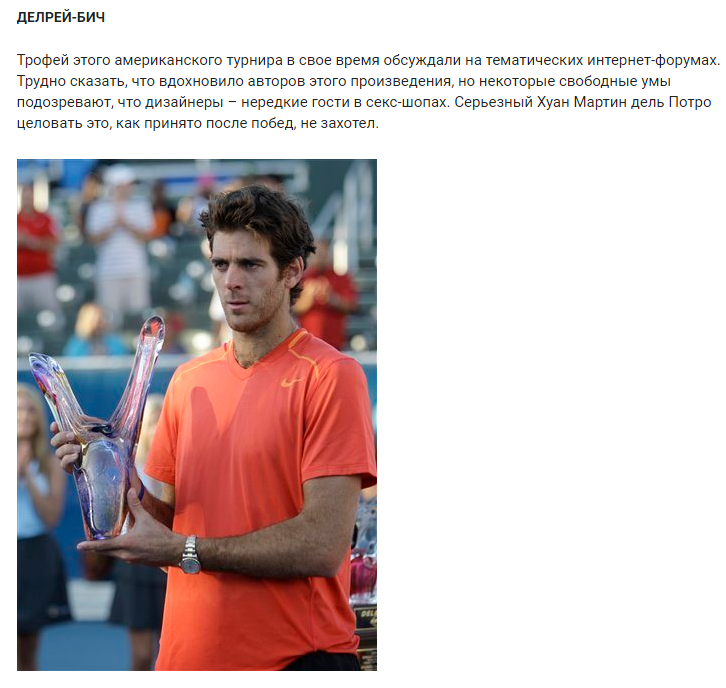 ДЕЛРЕЙ-БИЧ
Трофей этого американского турнира в свое время обсуждали на тематических интернет-форумах.
Трудно сказать, что вдохновило авторов этого произведения, но некоторые свободные умы
подозревают, что дизайнеры – нередкие гости в секс-шопах. Серьезный Хуан Мартин дель Потро
целовать это, как принято после побед, не захотел.